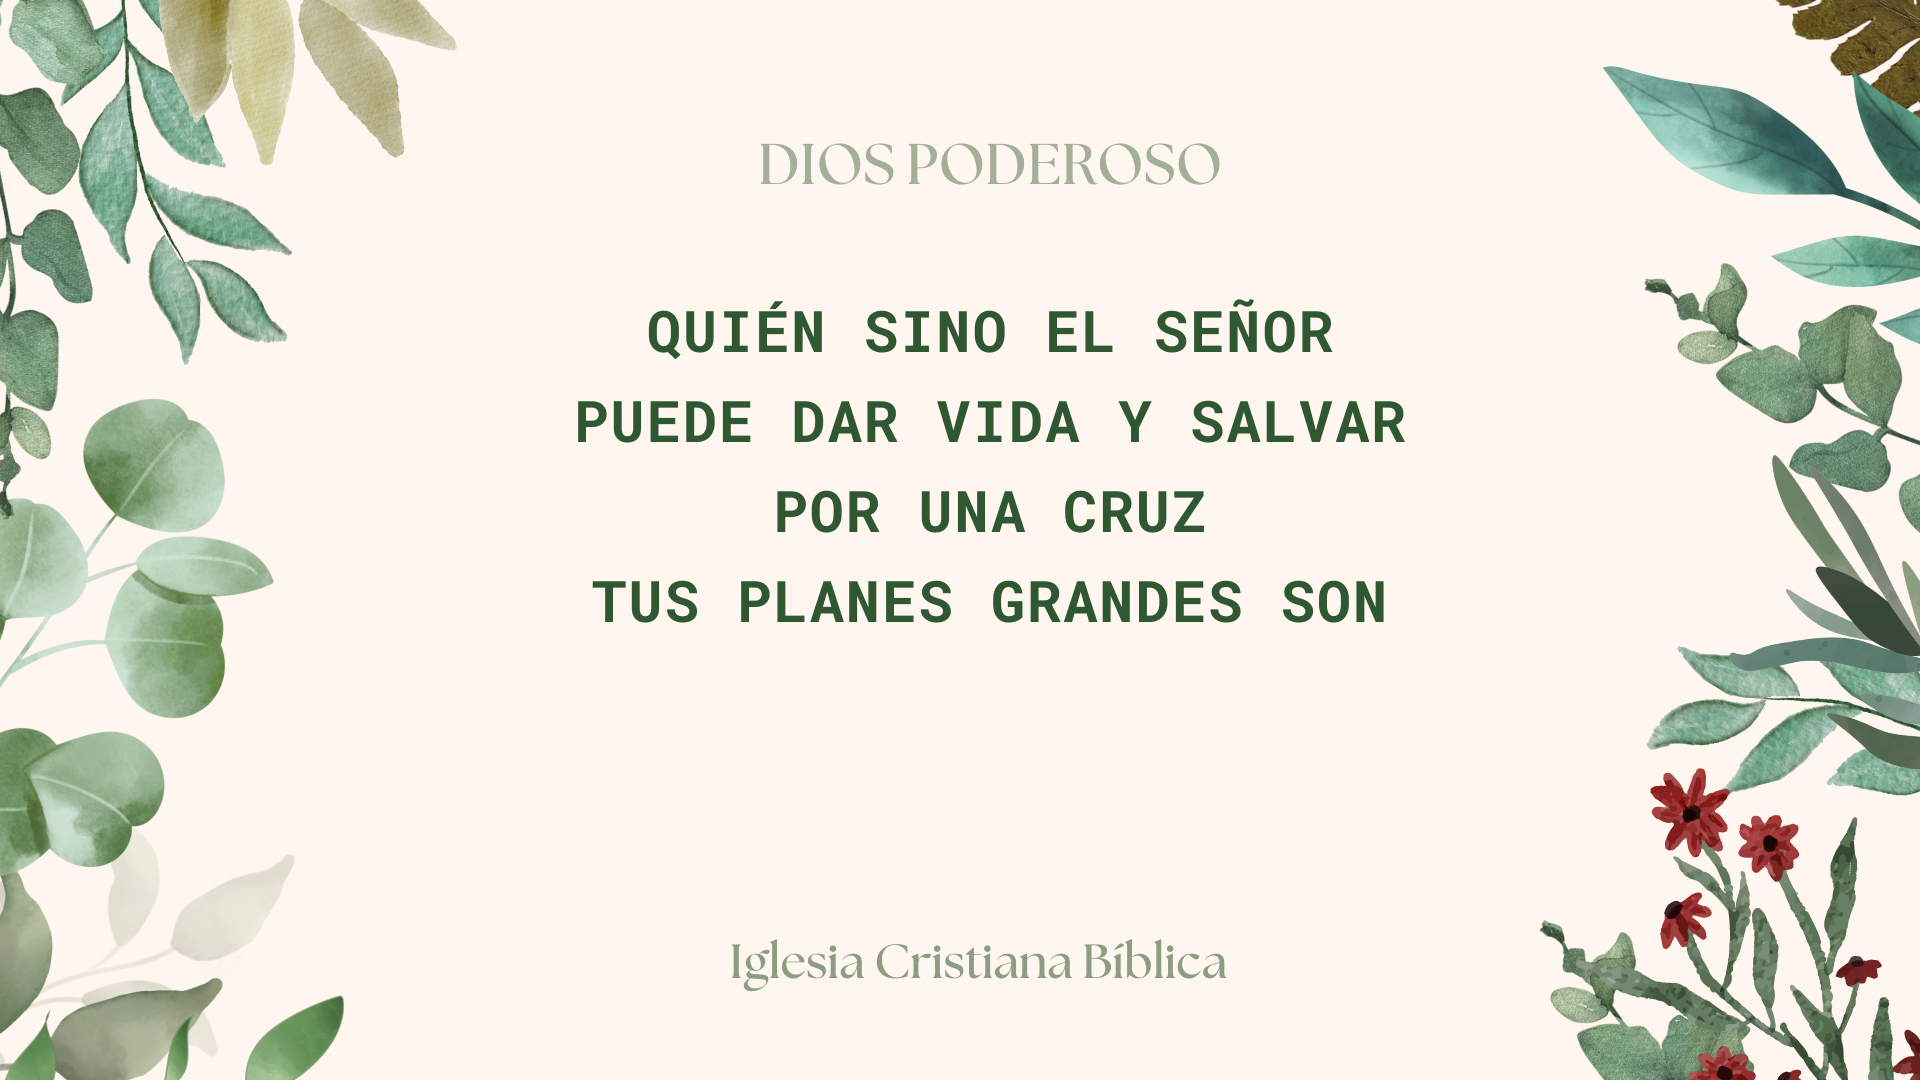 DIOS PODEROSO
QUIÉN SINO EL SEÑOR
PUEDE DAR VIDA Y SALVAR
POR UNA CRUZ
TUS PLANES GRANDES SON
Iglesia Cristiana Bíblica